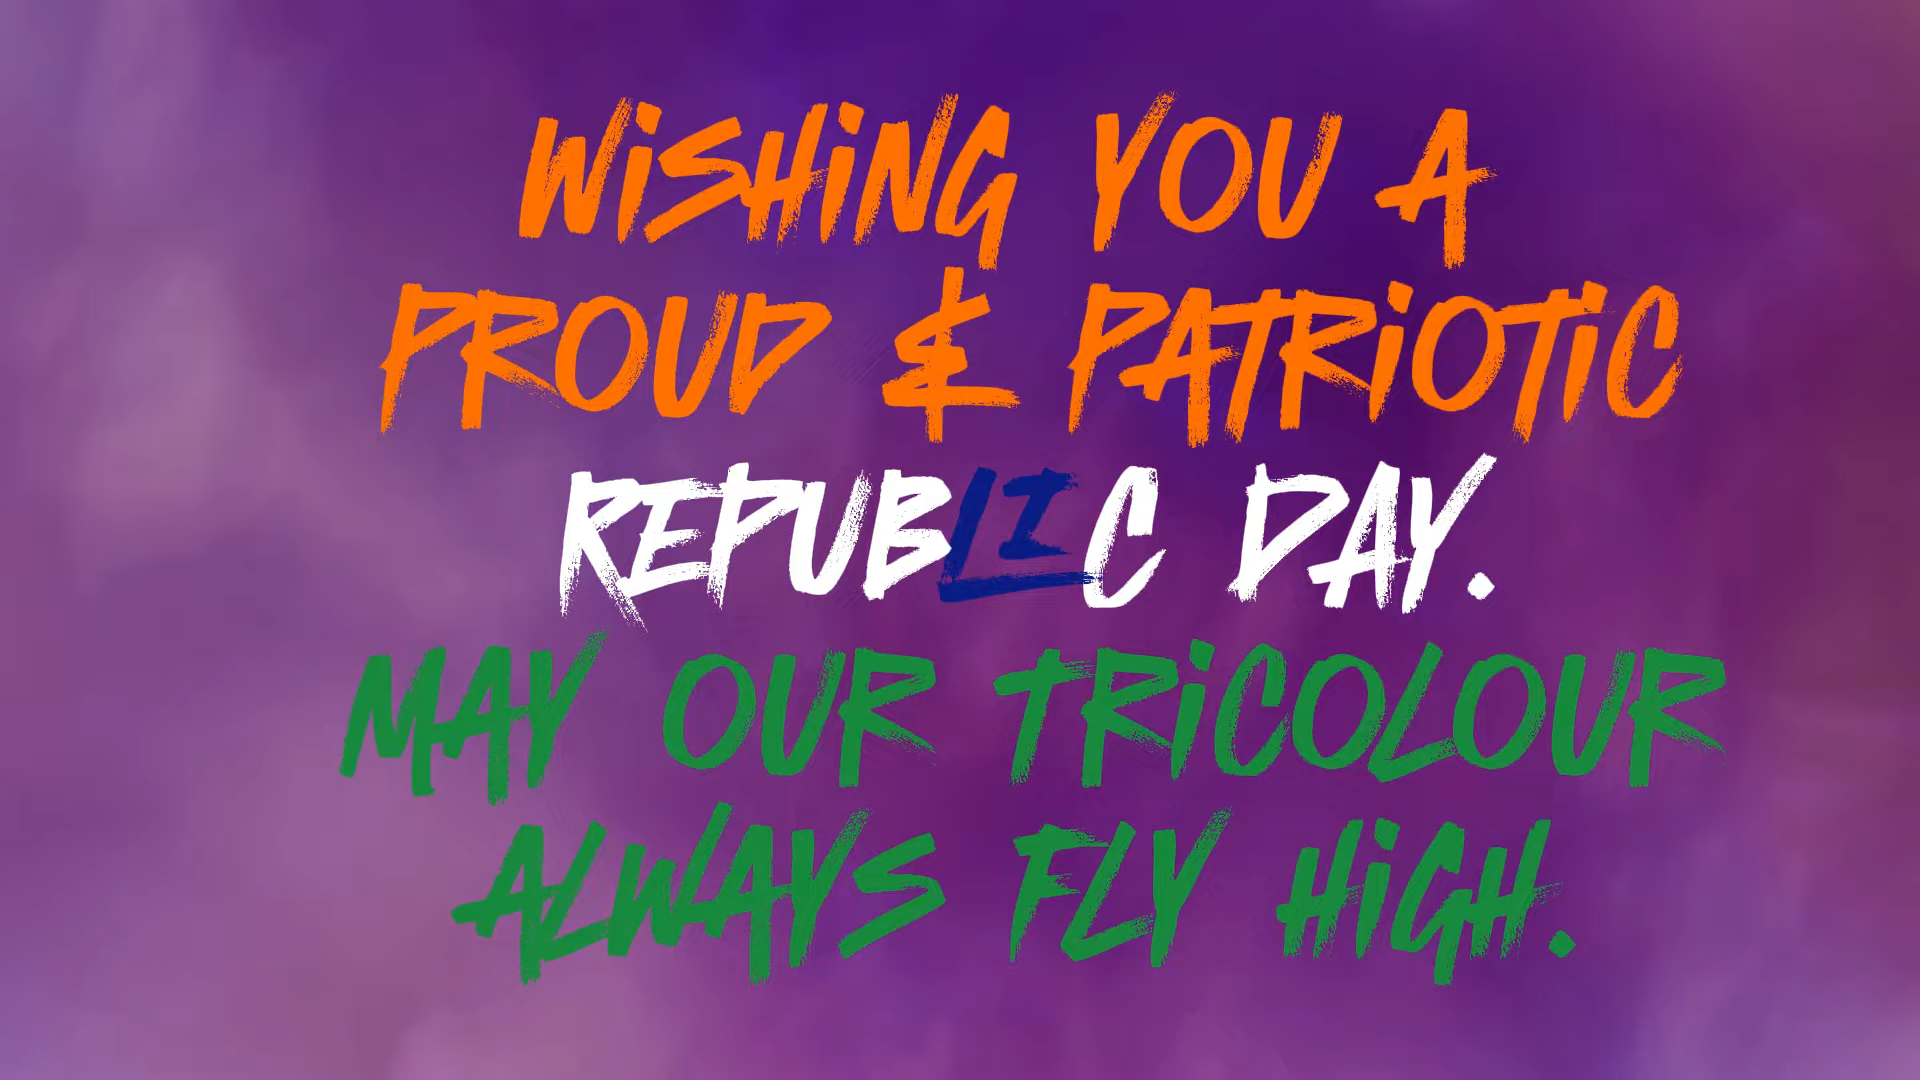 WiSHiNG YOU A
PROUD & PATRiOTiC
REPUBLIC DAY.
MAY OUR TRiCOLOUR
ALWAYS FLY HiGH.